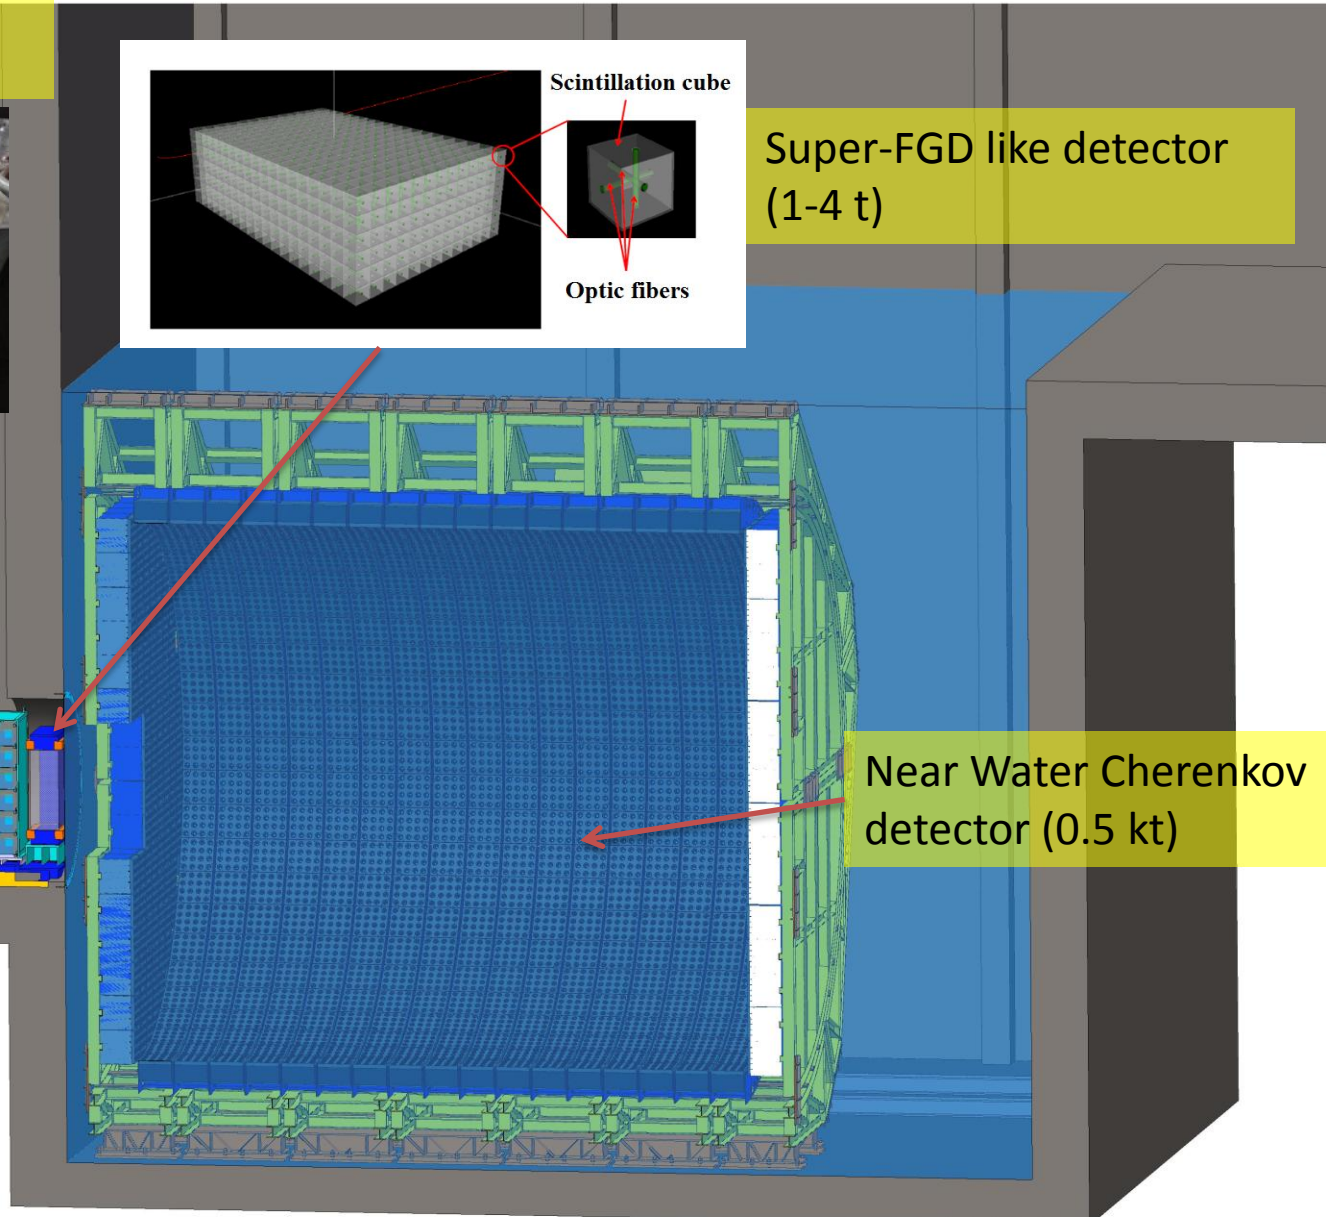 Scintillation cube
Super-FGD like detector
(1-4 t)
Optic fibers
Near Water Cherenkov
detector (0.5 kt)